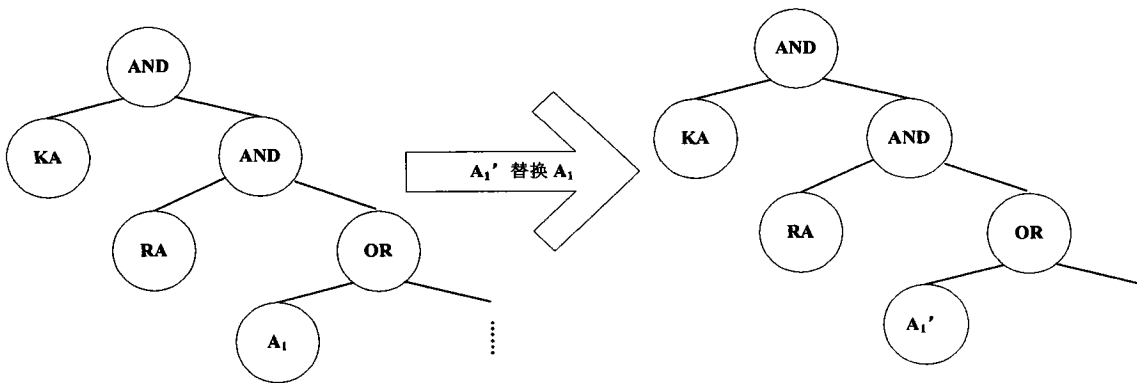 AND
KA
AND
RA
OR
A₁
A₁′ 替换 A₁
AND
KA
AND
RA
OR
A₁′